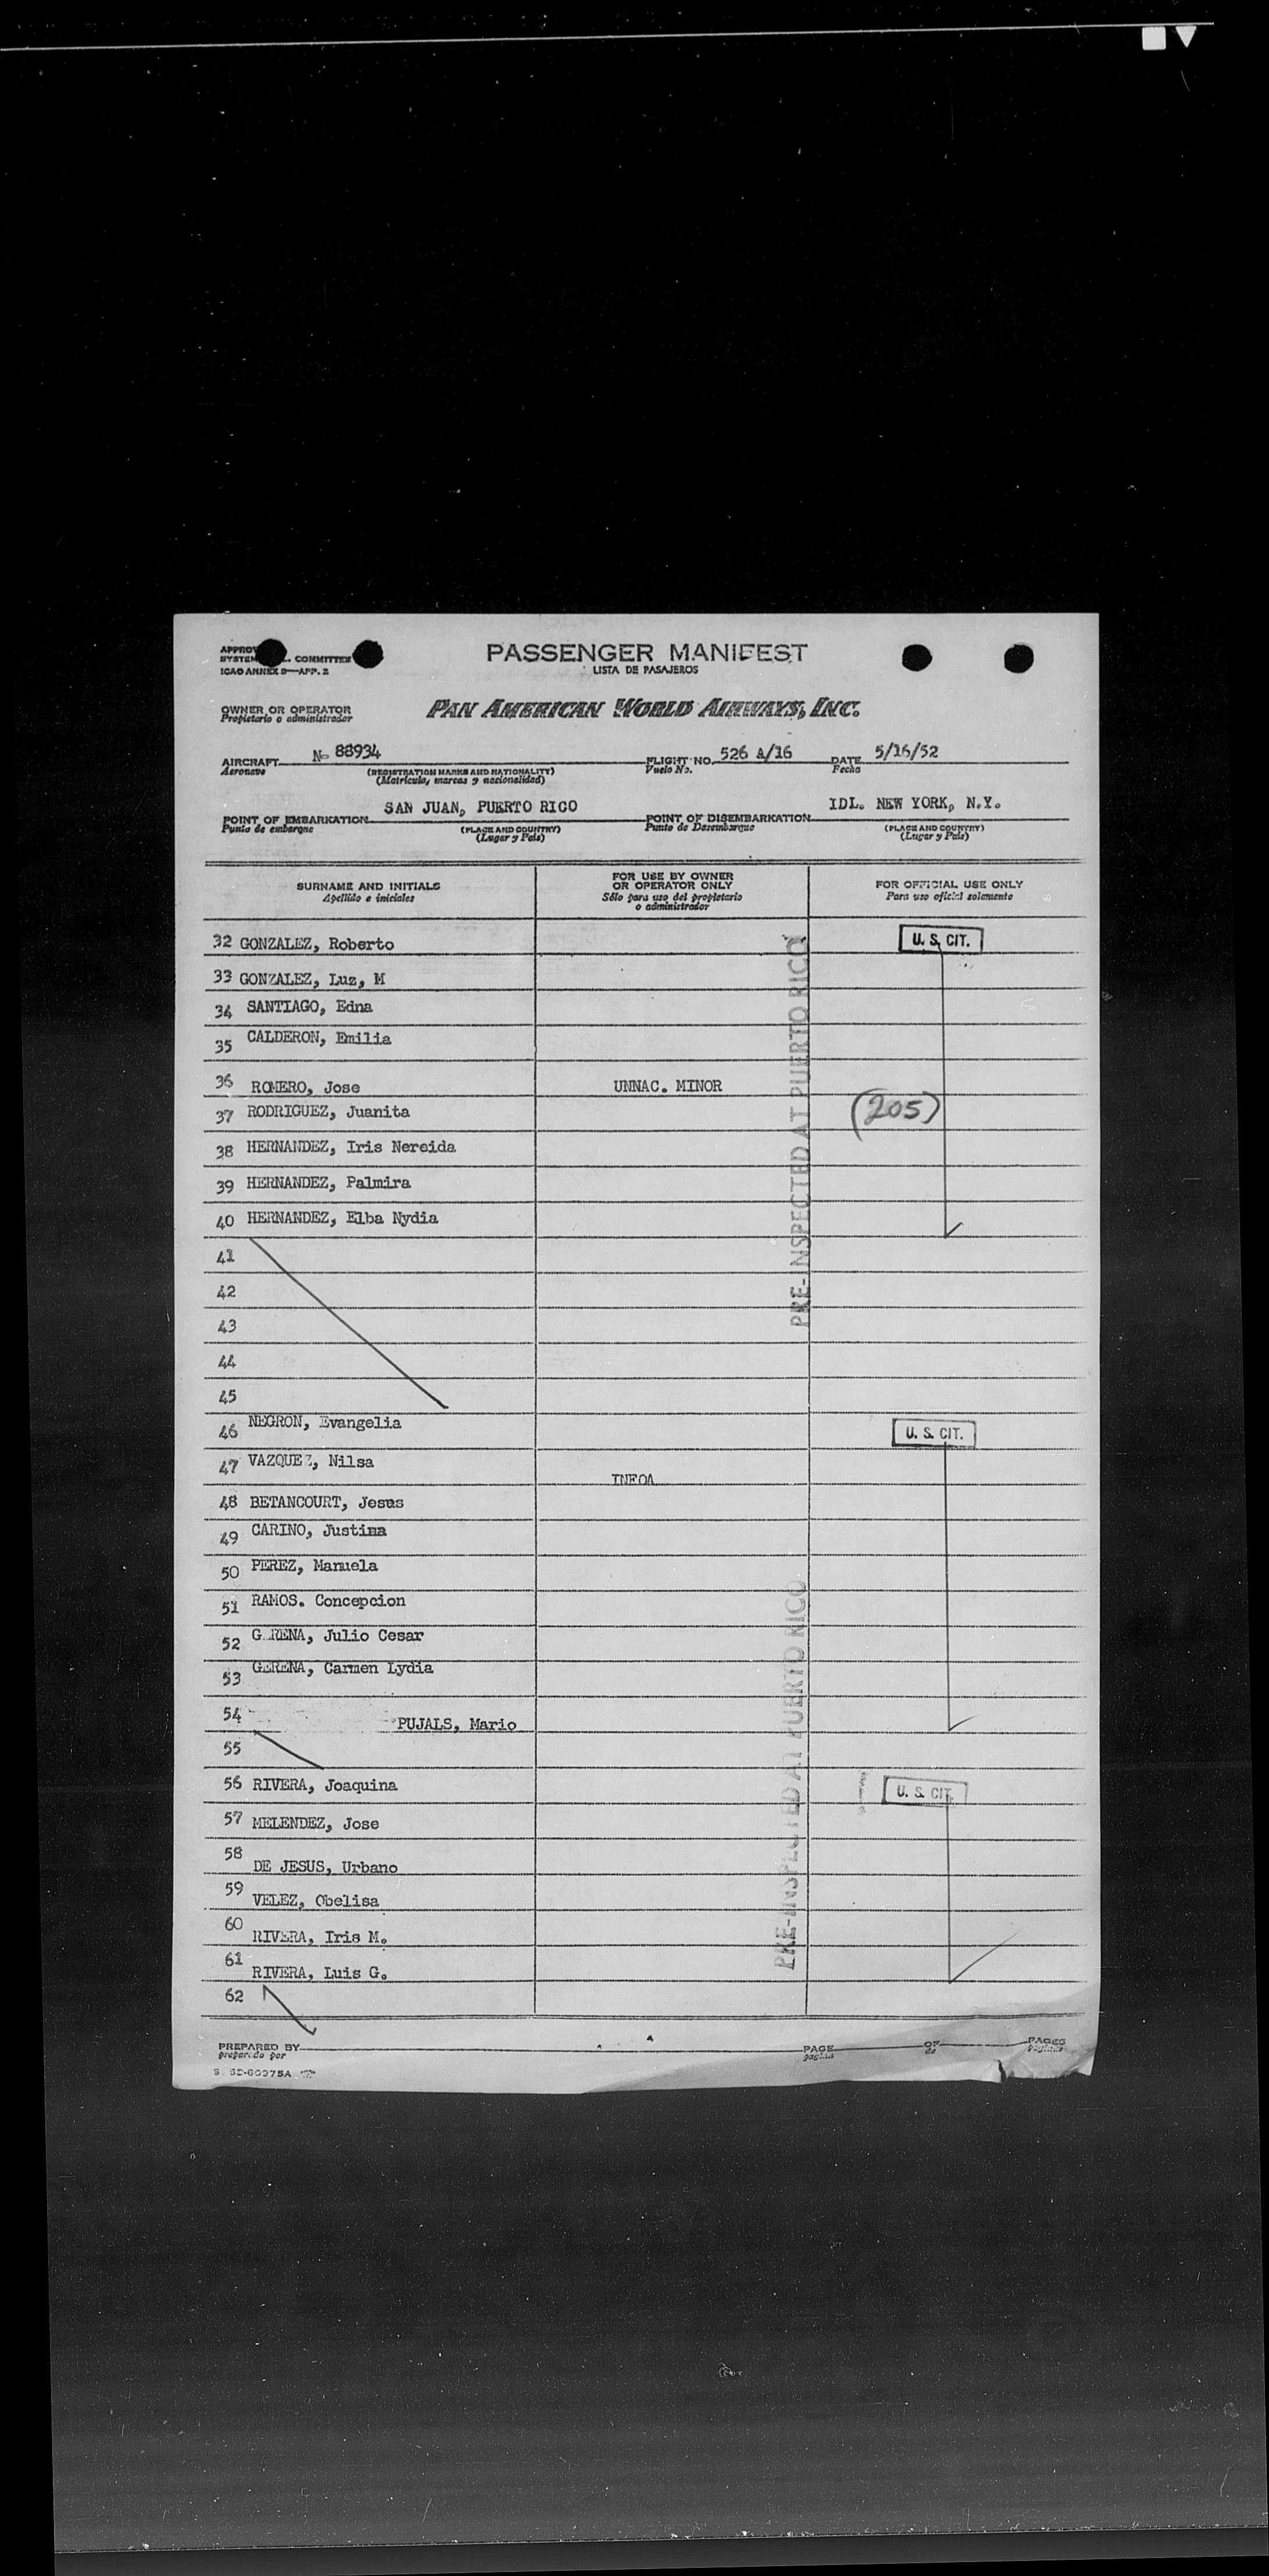 PASSENGER MANIFEST
LISTA DE PASAJEROS
COMMITTEE
ICAO ANNEX 9—APP. 2
OWNER OR OPERATOR
Propietario o administrador
PAN AMERICAN WORLD AIRWAYS, INC.
AIRCRAFT No 88934 FLIGHT NO. 526 A/16 DATE 5/16/52
Aeronave (REGISTRATION MARKS AND NATIONALITY) Vuelo No. Fecha
(Matrícula, marcas y nacionalidad)
POINT OF EMBARKATION SAN JUAN, PUERTO RICO POINT OF DISEMBARKATION IDL. NEW YORK, N.Y.
Punto de embarque (PLACE AND COUNTRY) Punto de Desembarque (PLACE AND COUNTRY)
(Lugar y País) (Lugar y País)
SURNAME AND INITIALS
Apellido e iniciales
FOR USE BY OWNER
OR OPERATOR ONLY
Sólo para uso del propietario
o administrador
FOR OFFICIAL USE ONLY
Para uso oficial solamente
32 GONZALEZ, Roberto U. S. CIT.
33 GONZALEZ, Luz, M
34 SANTIAGO, Edna
35 CALDERON, Emilia
36 ROMERO, Jose UNNAC. MINOR
37 RODRIGUEZ, Juanita (205)
38 HERNANDEZ, Iris Nereida
39 HERNANDEZ, Palmira
40 HERNANDEZ, Elba Nydia
PRE-INSPECTED AT PUERTO RICO
41
42
43
44
45
46 NEGRON, Evangelia U. S. CIT.
47 VAZQUEZ, Nilsa
48 BETANCOURT, Jesus
49 CARINO, Justina
50 PEREZ, Manuela
51 RAMOS. Concepcion
52 GERENA, Julio Cesar
53 GERENA, Carmen Lydia
54 PUJALS, Mario
55
56 RIVERA, Joaquina U. S. CIT.
57 MELENDEZ, Jose
58 DE JESUS, Urbano
59 VELEZ, Obelisa
60 RIVERA, Iris M.
61 RIVERA, Luis G.
62
PRE-INSPECTED AT PUERTO RICO
PREPARED BY PAGE OF PAGES
preparado por pagina de páginas